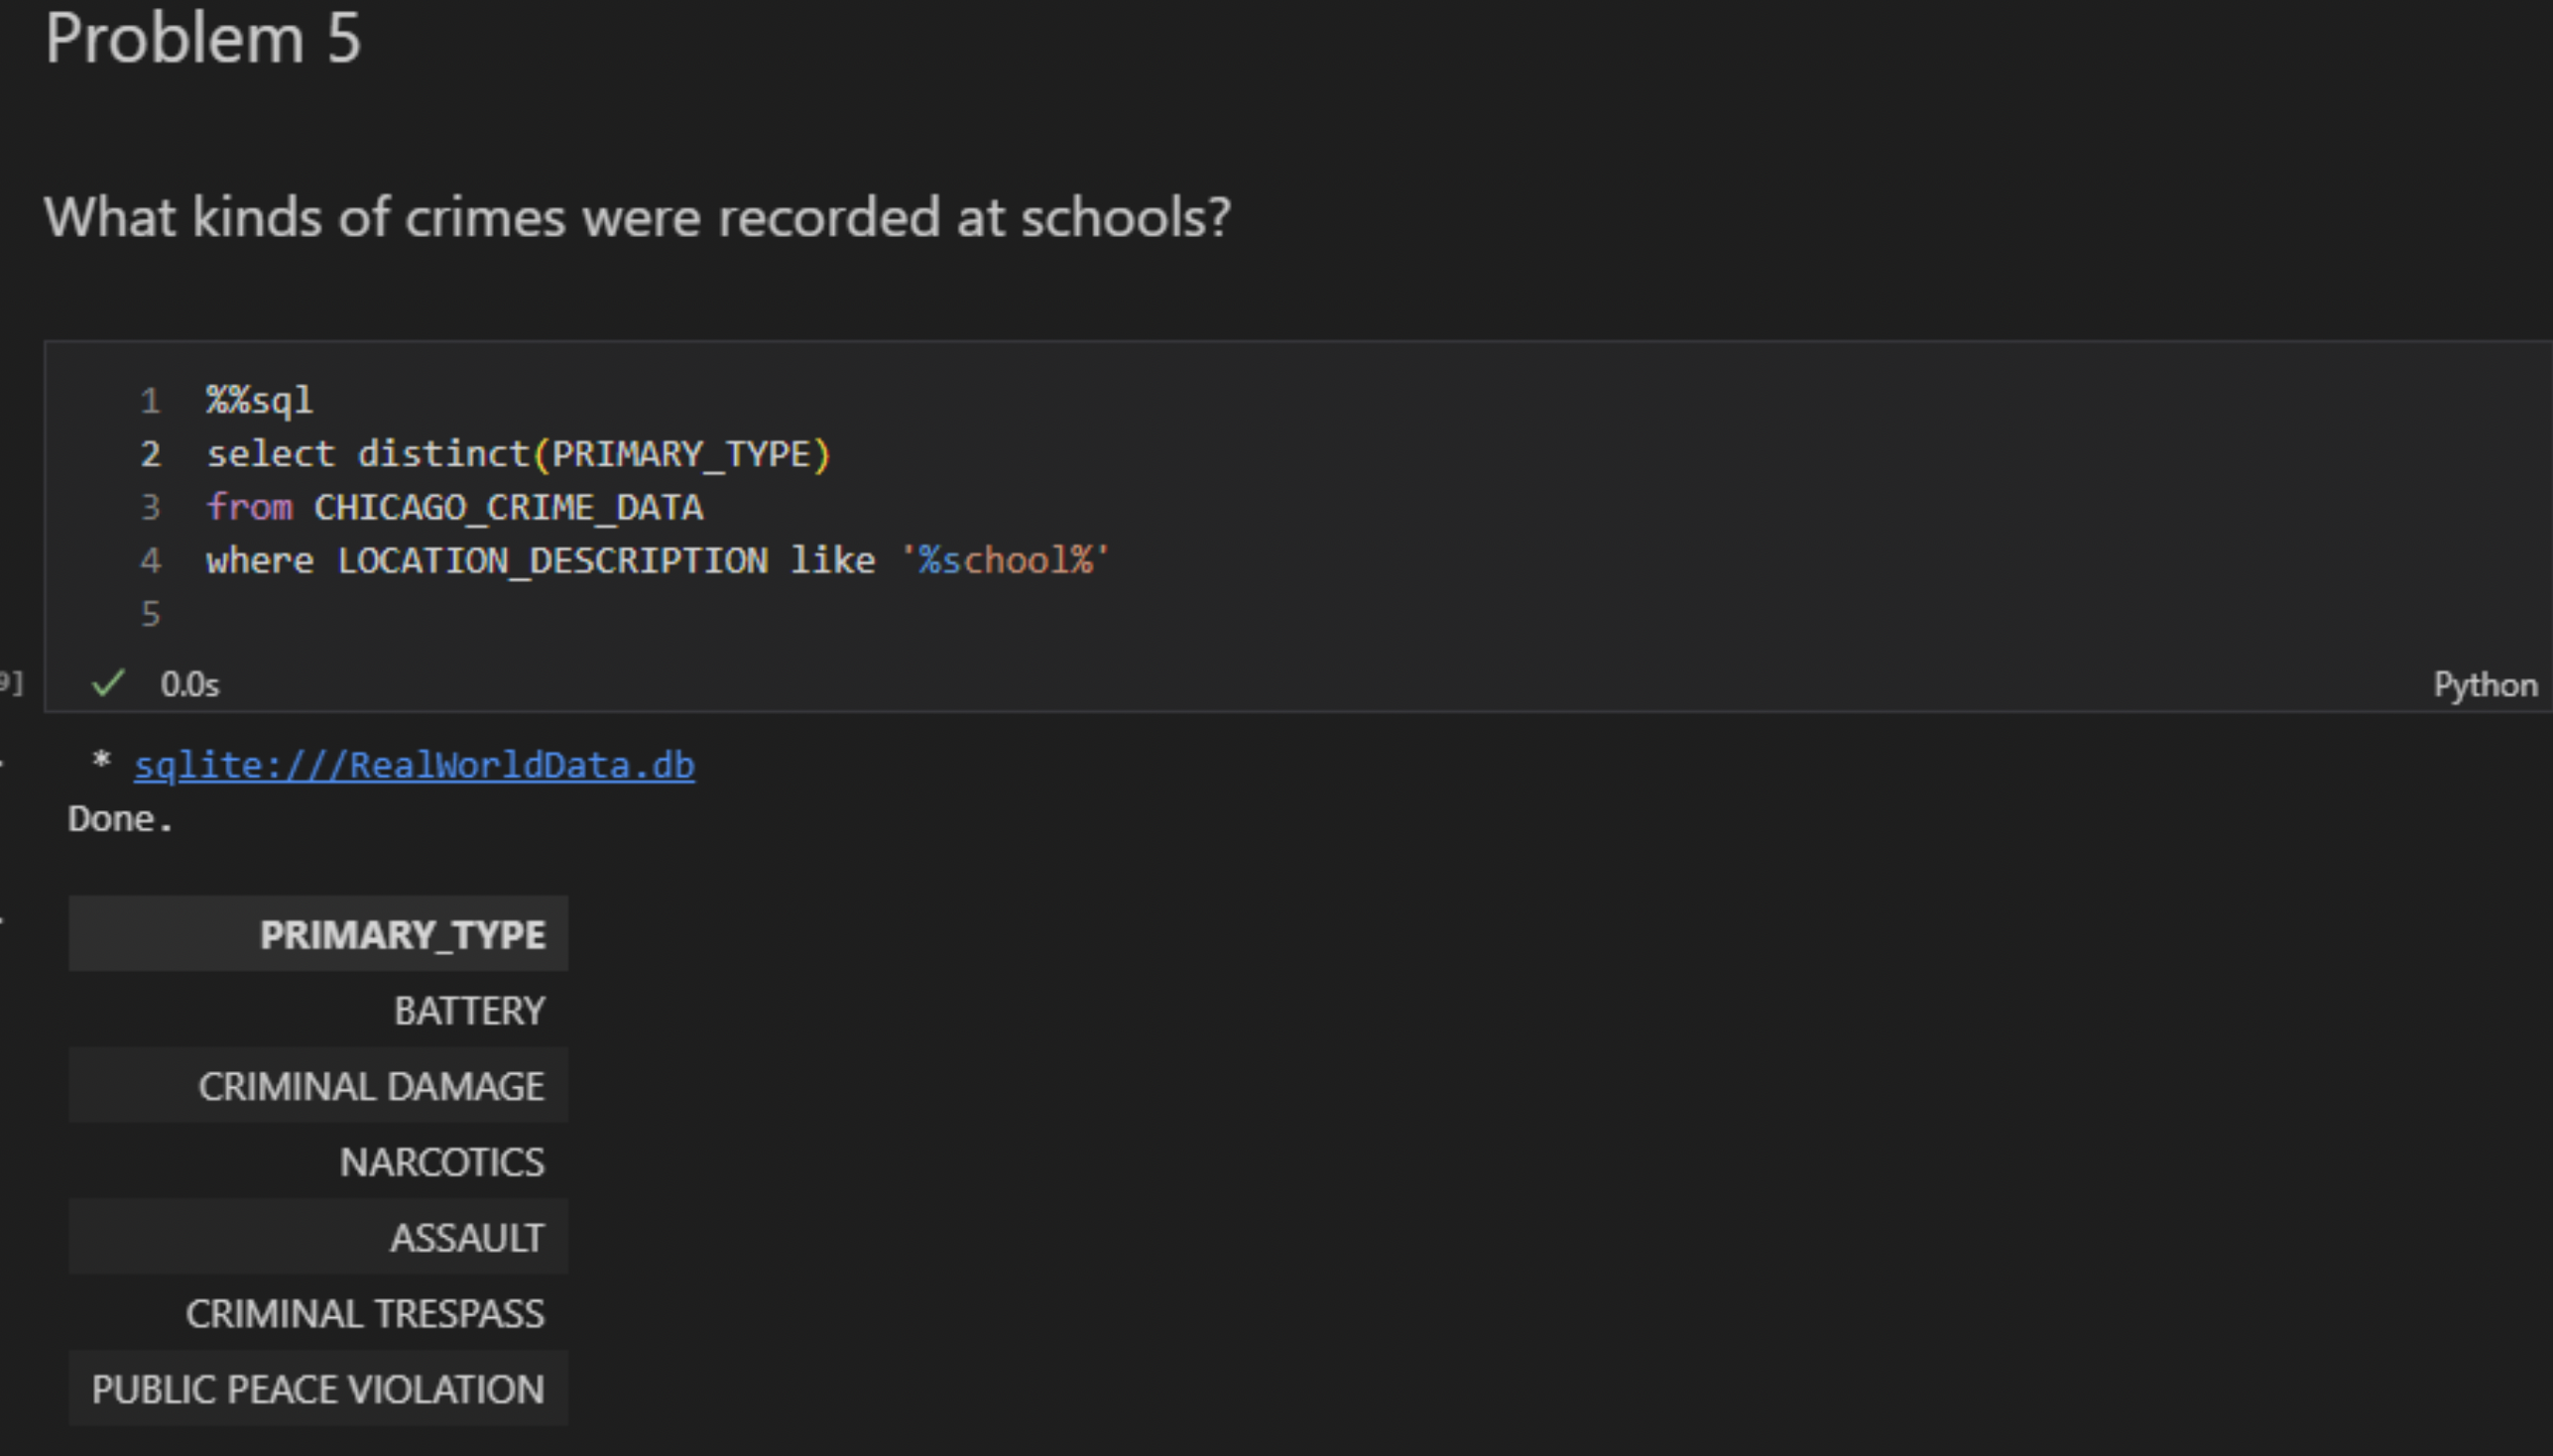 Problem 5
What kinds of crimes were recorded at schools?
1 %%sql
2 select distinct(PRIMARY_TYPE)
3 from CHICAGO_CRIME_DATA
4 where LOCATION_DESCRIPTION like '%school%'
5
9]
0.0s
Python
* sqlite:///RealWorldData.db
Done.
PRIMARY_TYPE
BATTERY
CRIMINAL DAMAGE
NARCOTICS
ASSAULT
CRIMINAL TRESPASS
PUBLIC PEACE VIOLATION